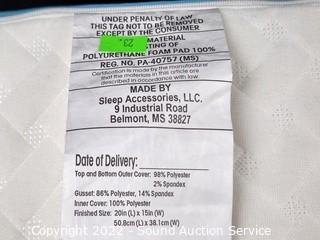 UNDER PENALTY OF LAW
THIS TAG NOT TO BE REMOVED
EXCEPT BY THE CONSUMER
MATERIAL
TING OF
POLYURETHANE FOAM PAD 100%
REG. NO. PA-40757 (MS)
Certification is made by the manufacturer
that the materials in this article are
described in accordance with law.
MADE BY
Sleep Accessories, LLC.
9 Industrial Road
Belmont, MS 38827
Date of Delivery:
Top and Bottom Outer Cover: 98% Polyester
2% Spandex
Gusset: 86% Polyester, 14% Spandex
Inner Cover: 100% Polyester
Finished Size: 20in (L) x 15in (W)
50.8cm (L) x 38.1cm (W)
Copyright 2022 - Sound Auction Service